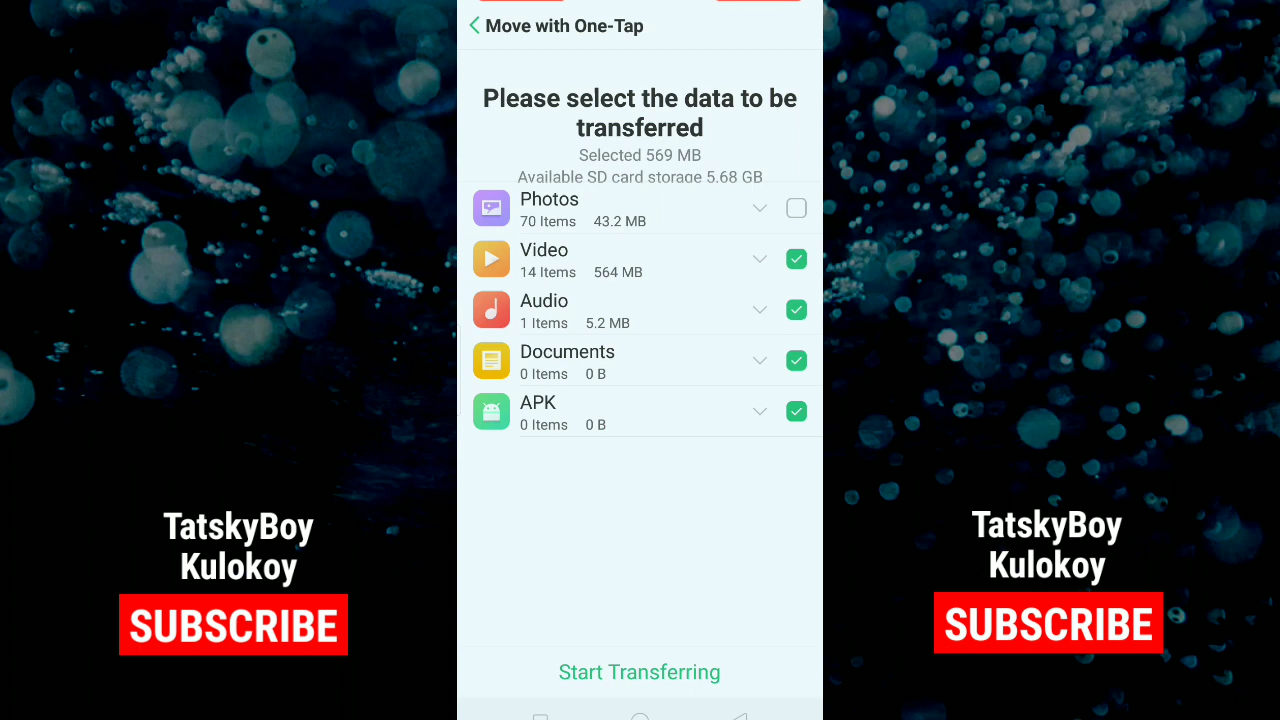 Move with One-Tap
Please select the data to be
transferred
Selected 569 MB
Available SD card storage 5.68 GB
Photos
70 Items 43.2 MB
Video
14 Items 564 MB
Audio
1 Items 5.2 MB
Documents
0 Items 0 B
APK
0 Items 0 B
Start Transferring
TatskyBoy
Kulokoy
SUBSCRIBE
TatskyBoy
Kulokoy
SUBSCRIBE